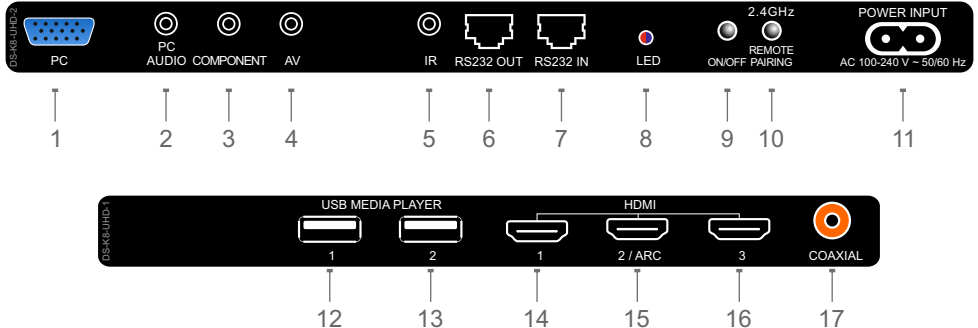 DS-K8-UHD-2
2.4GHz
POWER INPUT
PC
PC
AUDIO
COMPONENT
AV
IR
RS232 OUT
RS232 IN
LED
ON/OFF
REMOTE
PAIRING
AC 100-240 V ~ 50/60 Hz
1 2 3 4 5 6 7 8 9 10 11
DS-K8-UHD-1
USB MEDIA PLAYER
HDMI
1 2 1 2 / ARC 3 COAXIAL
12 13 14 15 16 17